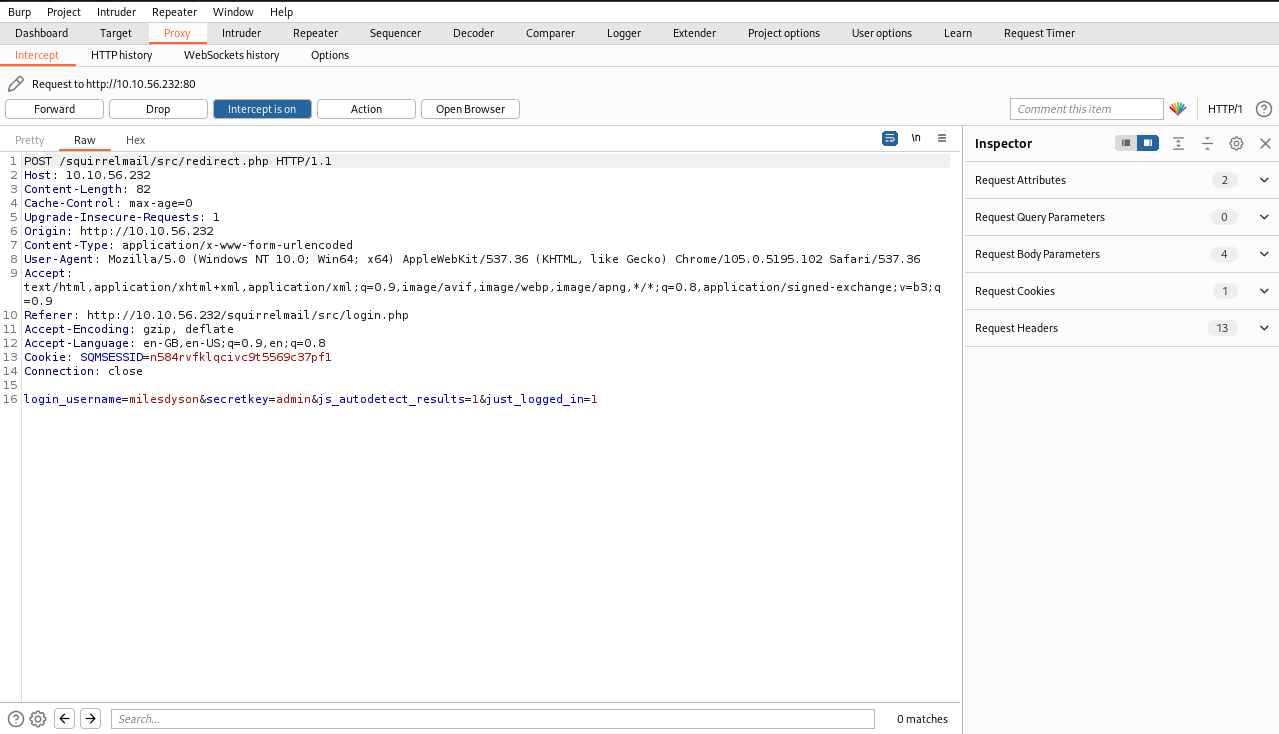 Burp Project Intruder Repeater Window Help
Dashboard Target Proxy Intruder Repeater Sequencer Decoder Comparer Logger Extender Project options User options Learn Request Timer
Intercept HTTP history WebSockets history Options
Request to http://10.10.56.232:80
Forward Drop Intercept is on Action Open Browser Comment this item HTTP/1 ?
Pretty Raw Hex \n Inspector
1 POST /squirrelmail/src/redirect.php HTTP/1.1
2 Host: 10.10.56.232
3 Content-Length: 82
4 Cache-Control: max-age=0
5 Upgrade-Insecure-Requests: 1
6 Origin: http://10.10.56.232
7 Content-Type: application/x-www-form-urlencoded
8 User-Agent: Mozilla/5.0 (Windows NT 10.0; Win64; x64) AppleWebKit/537.36 (KHTML, like Gecko) Chrome/105.0.5195.102 Safari/537.36
9 Accept:
text/html,application/xhtml+xml,application/xml;q=0.9,image/avif,image/webp,image/apng,*/*;q=0.8,application/signed-exchange;v=b3;q
=0.9
10 Referer: http://10.10.56.232/squirrelmail/src/login.php
11 Accept-Encoding: gzip, deflate
12 Accept-Language: en-GB,en-US;q=0.9,en;q=0.8
13 Cookie: SQMSESSID=n584rvfklqcivc9t5569c37pf1
14 Connection: close
15
16 login_username=milesdyson&secretkey=admin&js_autodetect_results=1&just_logged_in=1
Request Attributes 2
Request Query Parameters 0
Request Body Parameters 4
Request Cookies 1
Request Headers 13
? Search... 0 matches